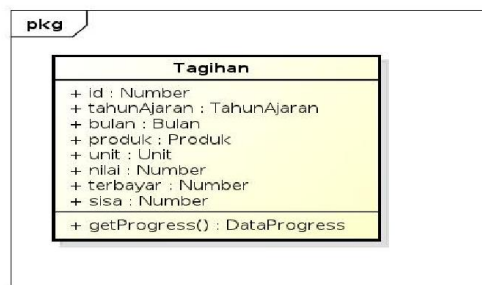 pkg
Tagihan
+ id : Number
+ tahunAjaran : TahunAjaran
+ bulan : Bulan
+ produk : Produk
+ unit : Unit
+ nilai : Number
+ terbayar : Number
+ sisa : Number
+ getProgress() : DataProgress